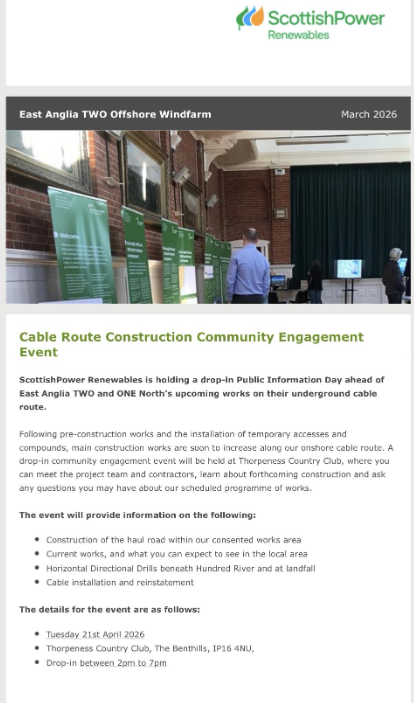 ScottishPower
Renewables
East Anglia TWO Offshore Windfarm March 2026
Cable Route Construction Community Engagement
Event
ScottishPower Renewables is holding a drop-in Public Information Day ahead of
East Anglia TWO and ONE North's upcoming works on their underground cable
route.
Following pre-construction works and the installation of temporary accesses and
compounds, main construction works are soon to increase along our onshore cable route. A
drop-in community engagement event will be held at Thorpeness Country Club, where you
can meet the project team and contractors, learn about forthcoming construction and ask
any questions you may have about our scheduled programme of works.
The event will provide information on the following:
• Construction of the haul road within our consented works area
• Current works, and what you can expect to see in the local area
• Horizontal Directional Drills beneath Hundred River and at landfall
• Cable installation and reinstatement
The details for the event are as follows:
• Tuesday 21st April 2026
• Thorpeness Country Club, The Benthills, IP16 4NU,
• Drop-in between 2pm to 7pm